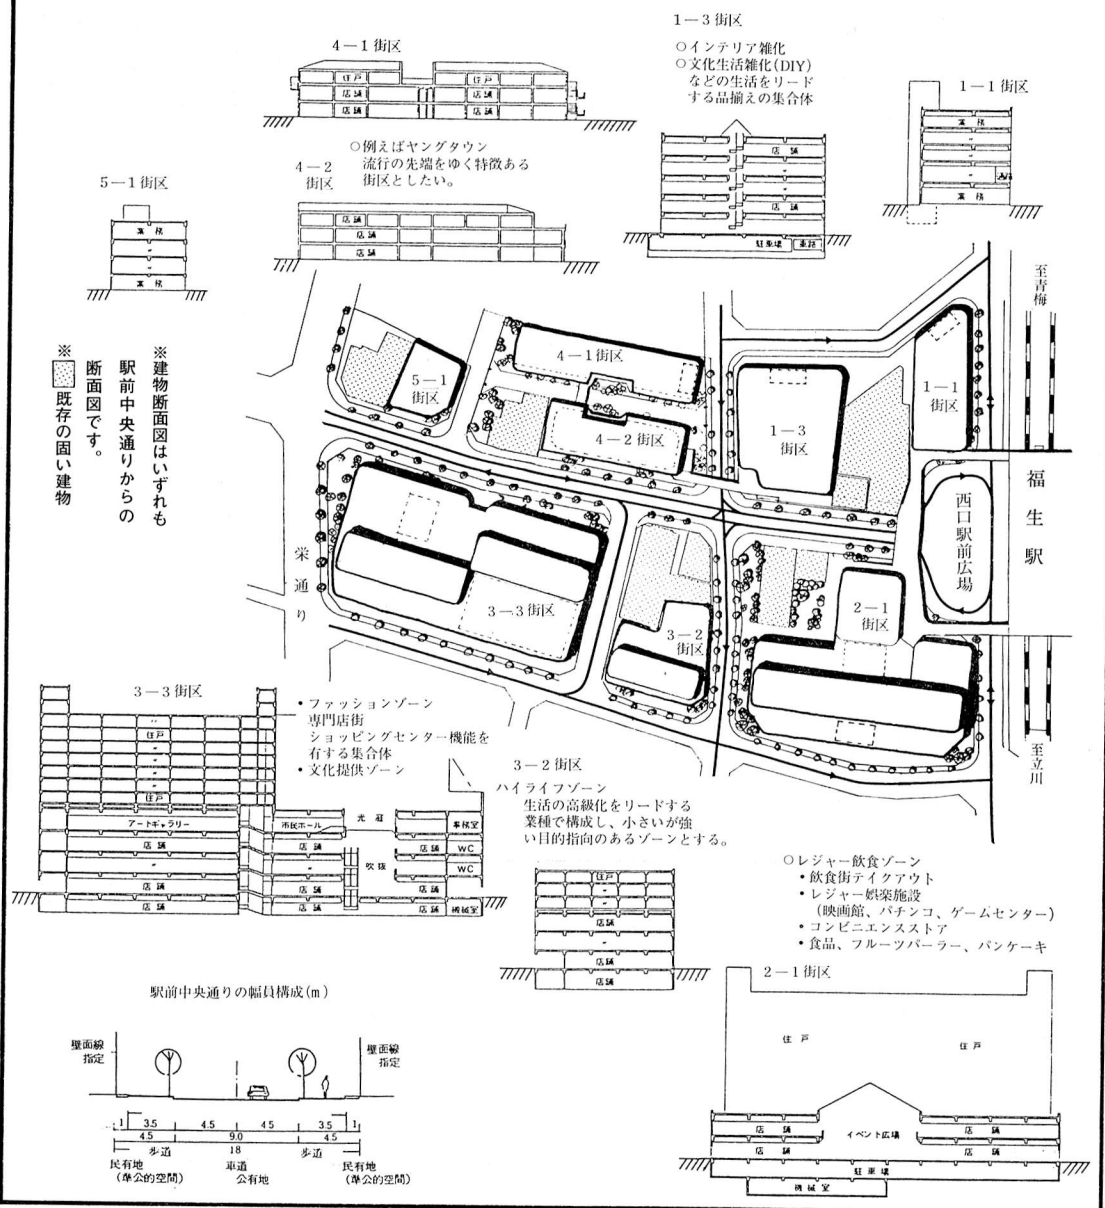 4—1街区
住戸
住戸
店舗
店舗
店舗
店舗
○例えばヤングタウン
流行の先端をゆく特徴ある
街区としたい。
1—3街区
○インテリア雑化
○文化生活雑化(DIY)
などの生活をリード
する品揃えの集合体
店舗
〃
〃
店舗
〃
駐車場
車路
1—1街区
業務
〃
〃
〃
業務
5—1街区
業務
〃
〃
業務
4—2
街区
店舗
店舗
店舗
※建物断面図はいずれも
駅前中央通りからの
断面図です。
※
既存の固い建物
至青梅
5—1
街区
4—1街区
4—2街区
1—3
街区
1—1
街区
福生駅
西口駅前広場
栄通り
3—3街区
3—2
街区
2—1
街区
至立川
3—3街区
〃
住戸
〃
〃
〃
住戸
アートギャラリー
市民ホール
光庭
事務室
店舗
店舗
店舗
WC
〃
〃
吹抜
WC
店舗
店舗
店舗
店舗
店舗
店舗
機械室
・ファッションゾーン
専門店街
ショッピングセンター機能を
有する集合体
・文化提供ゾーン
3—2街区
ハイライフゾーン
生活の高級化をリードする
業種で構成し、小さいが強
い目的指向のあるゾーンとする。
住戸
〃
〃
店舗
〃
店舗
店舗
○レジャー飲食ゾーン
・飲食街テイクアウト
・レジャー娯楽施設
(映画館、パチンコ、ゲームセンター)
・コンビニエンスストア
・食品、フルーツパーラー、パンケーキ
2—1街区
住戸
住戸
店舗
店舗
イベント広場
店舗
店舗
駐車場
機械室
駅前中央通りの幅員構成(m)
壁面線
指定
壁面線
指定
1 3.5 4.5 4.5 3.5 1
4.5 9.0 4.5
歩道 18 歩道
民有地
(準公的空間)
車道
公有地
民有地
(準公的空間)